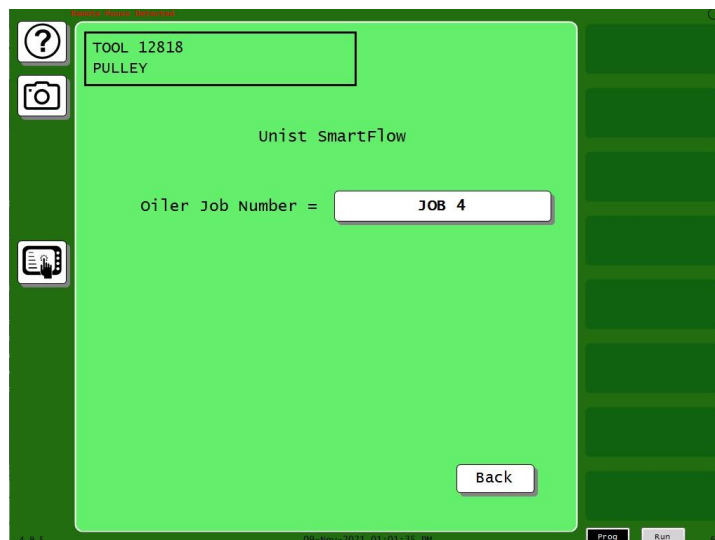 TOOL 12818
PULLEY
Unist SmartFlow
Oiler Job Number = JOB 4
Back
Prog Run